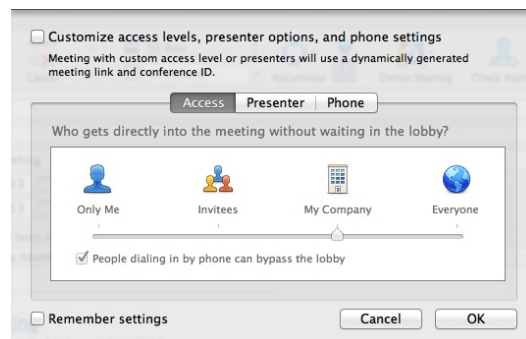 Customize access levels, presenter options, and phone settings
Meeting with custom access level or presenters will use a dynamically generated
meeting link and conference ID.
Access Presenter Phone
Who gets directly into the meeting without waiting in the lobby?
Only Me Invitees My Company Everyone
People dialing in by phone can bypass the lobby
Remember settings Cancel OK